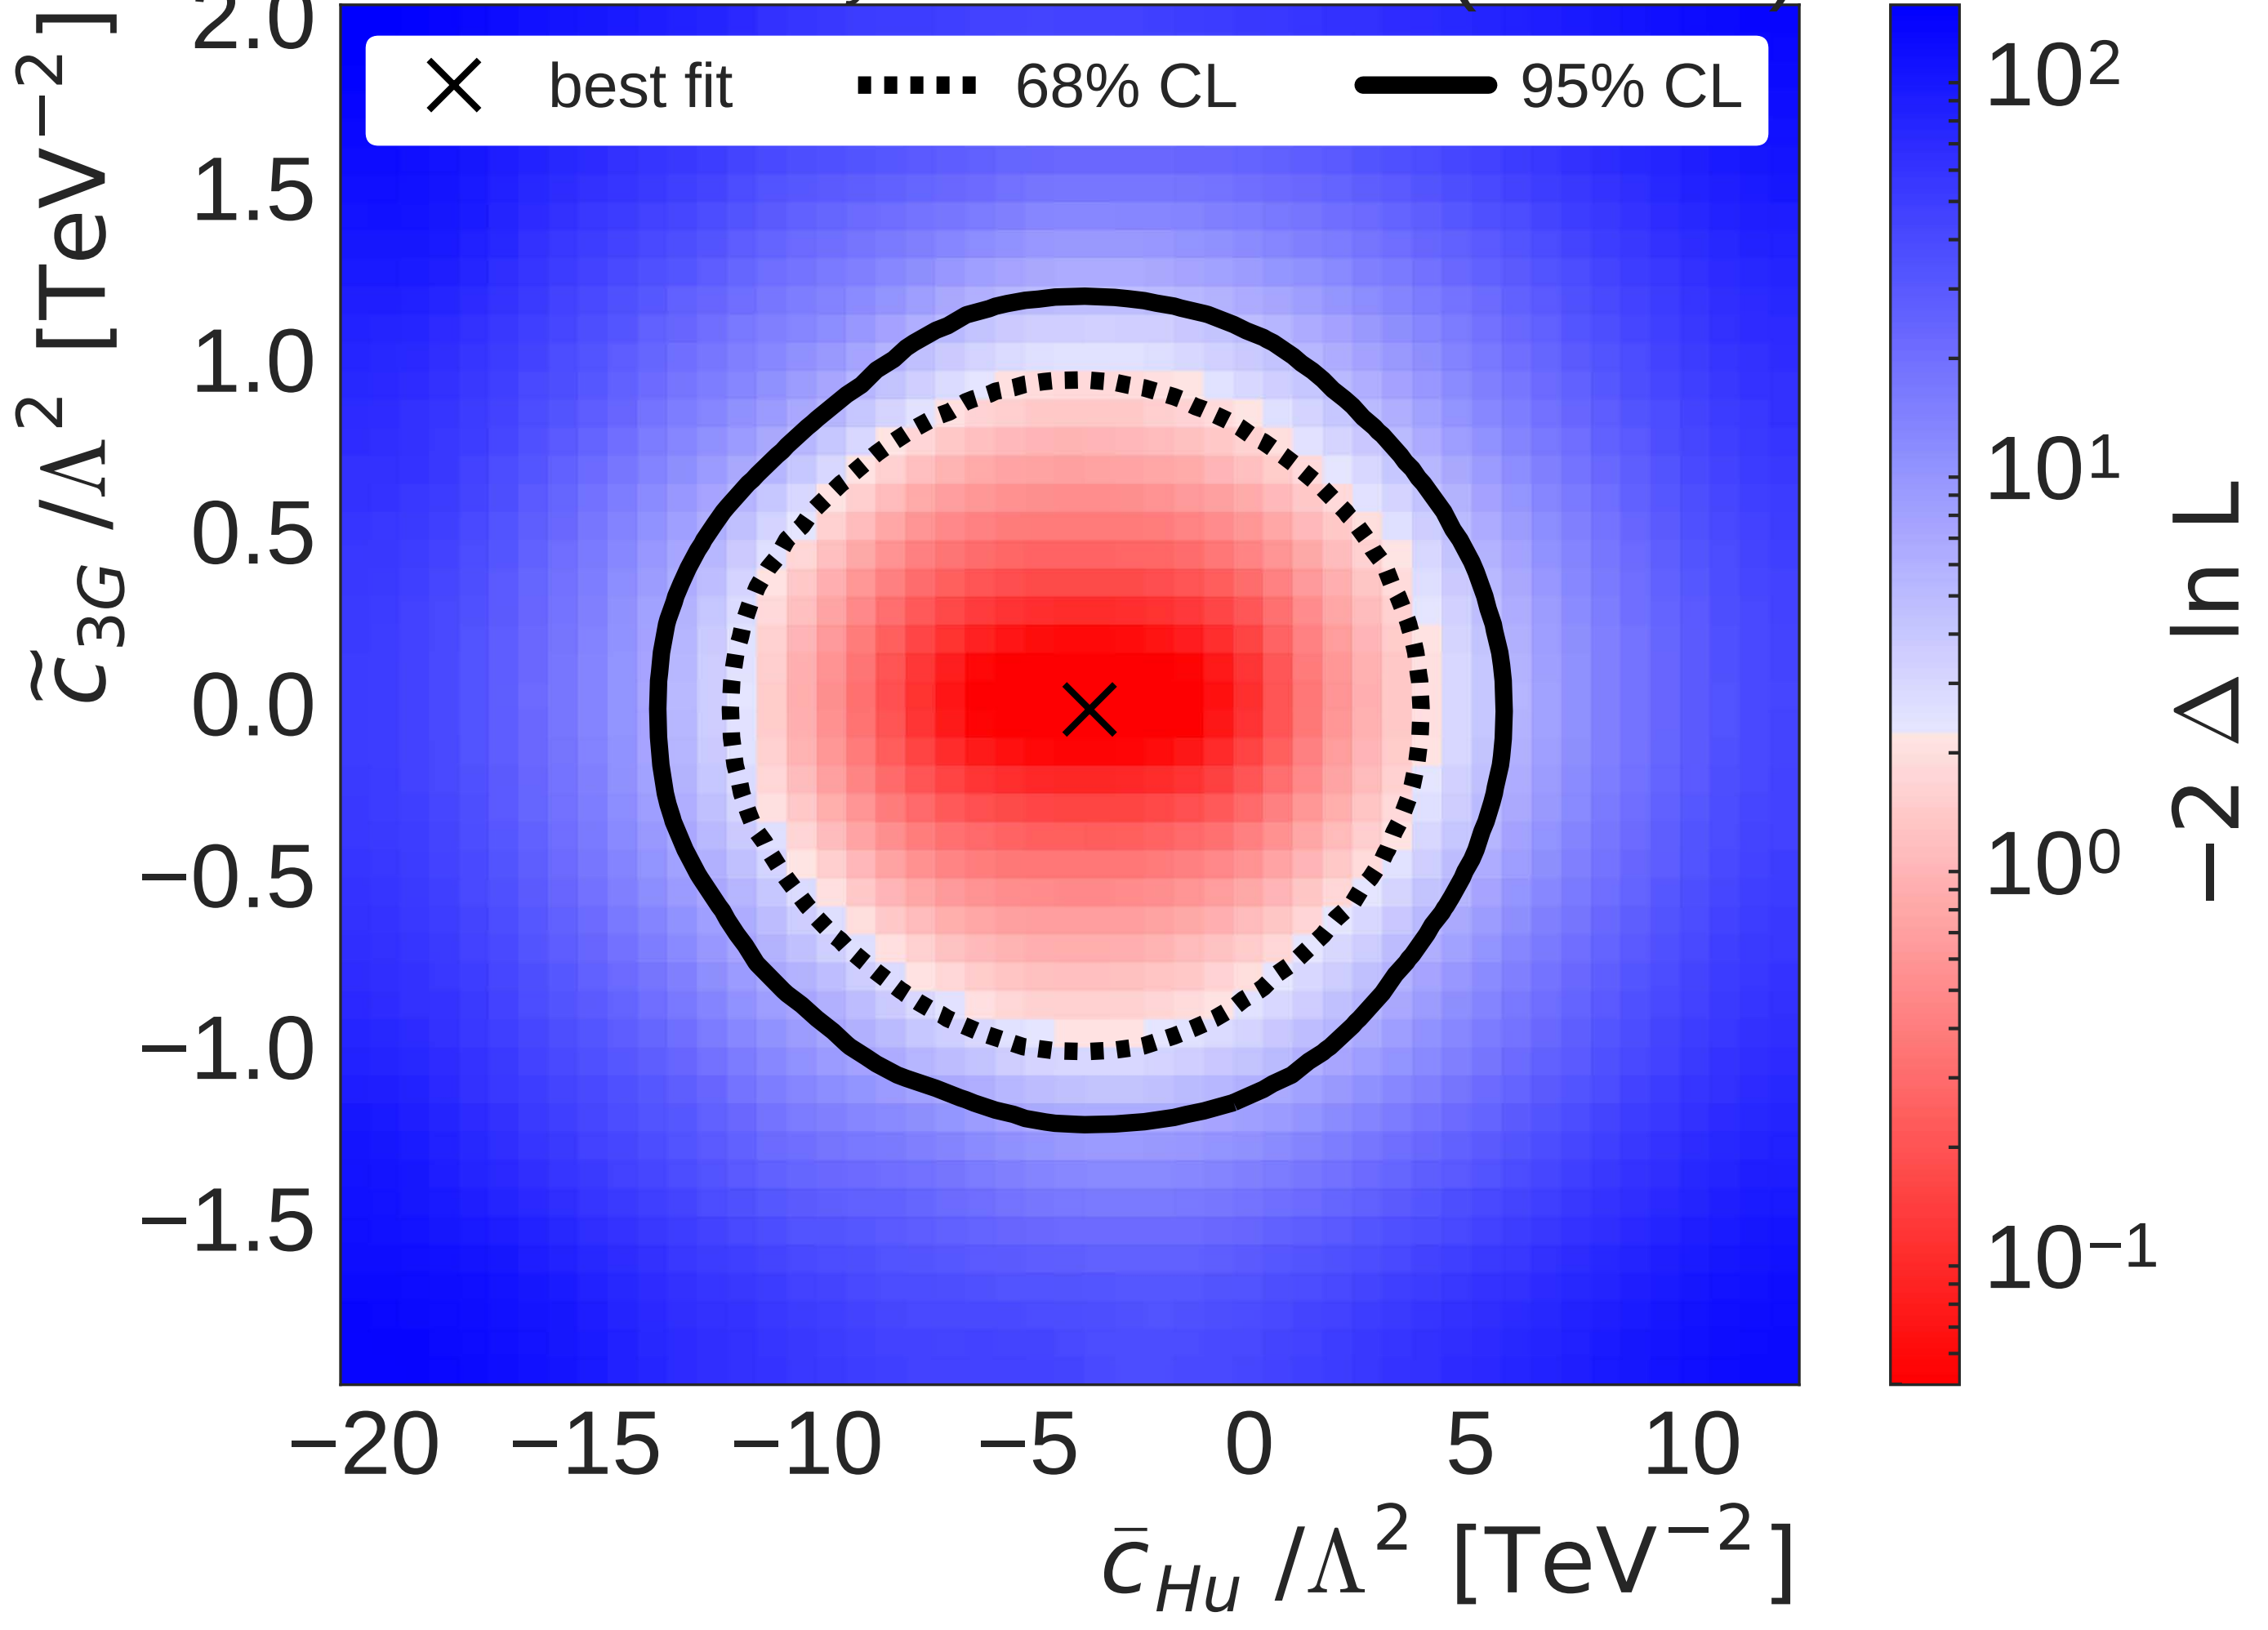 best fit 68% CL 95% CL
2.0
1.5
1.0
0.5
0.0
−0.5
−1.0
−1.5
c̃₃G /Λ² [TeV⁻²]
−20 −15 −10 −5 0 5 10
c̄Hu /Λ² [TeV⁻²]
10²
10¹
10⁰
10⁻¹
−2 Δ ln L